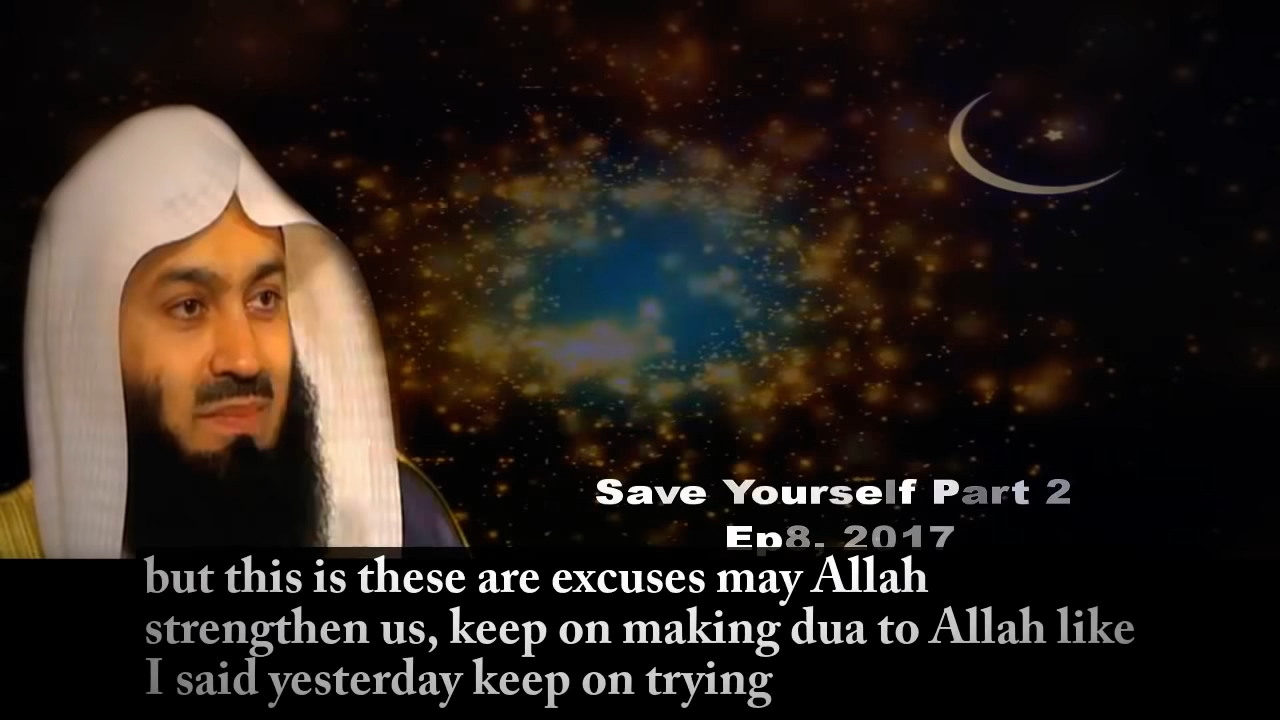 Save Yourself Part 2
Ep8, 2017
but this is these are excuses may Allah
strengthen us, keep on making dua to Allah like
I said yesterday keep on trying